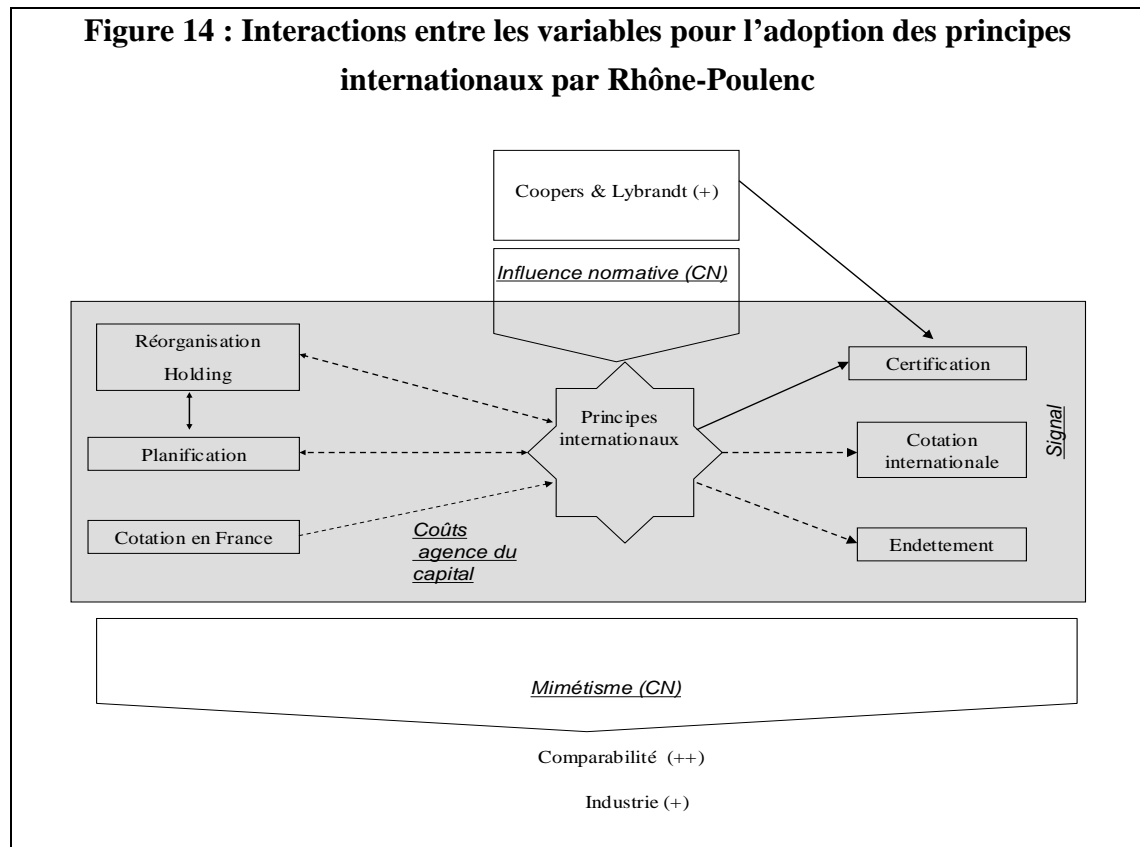 Figure 14 : Interactions entre les variables pour l’adoption des principes
internationaux par Rhône-Poulenc
Coopers & Lybrandt (+)
Influence normative (CN)
Réorganisation
Holding
Planification
Cotation en France
Principes
internationaux
Coûts
agence du
capital
Certification
Cotation
internationale
Endettement
Signal
Mimétisme (CN)
Comparabilité (++)
Industrie (+)